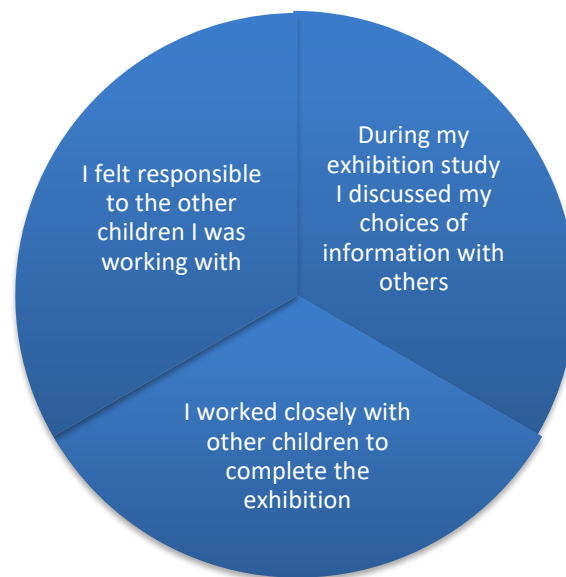 I felt responsible
to the other
children I was
working with
During my
exhibition study
I discussed my
choices of
information with
others
I worked closely with
other children to
complete the
exhibition